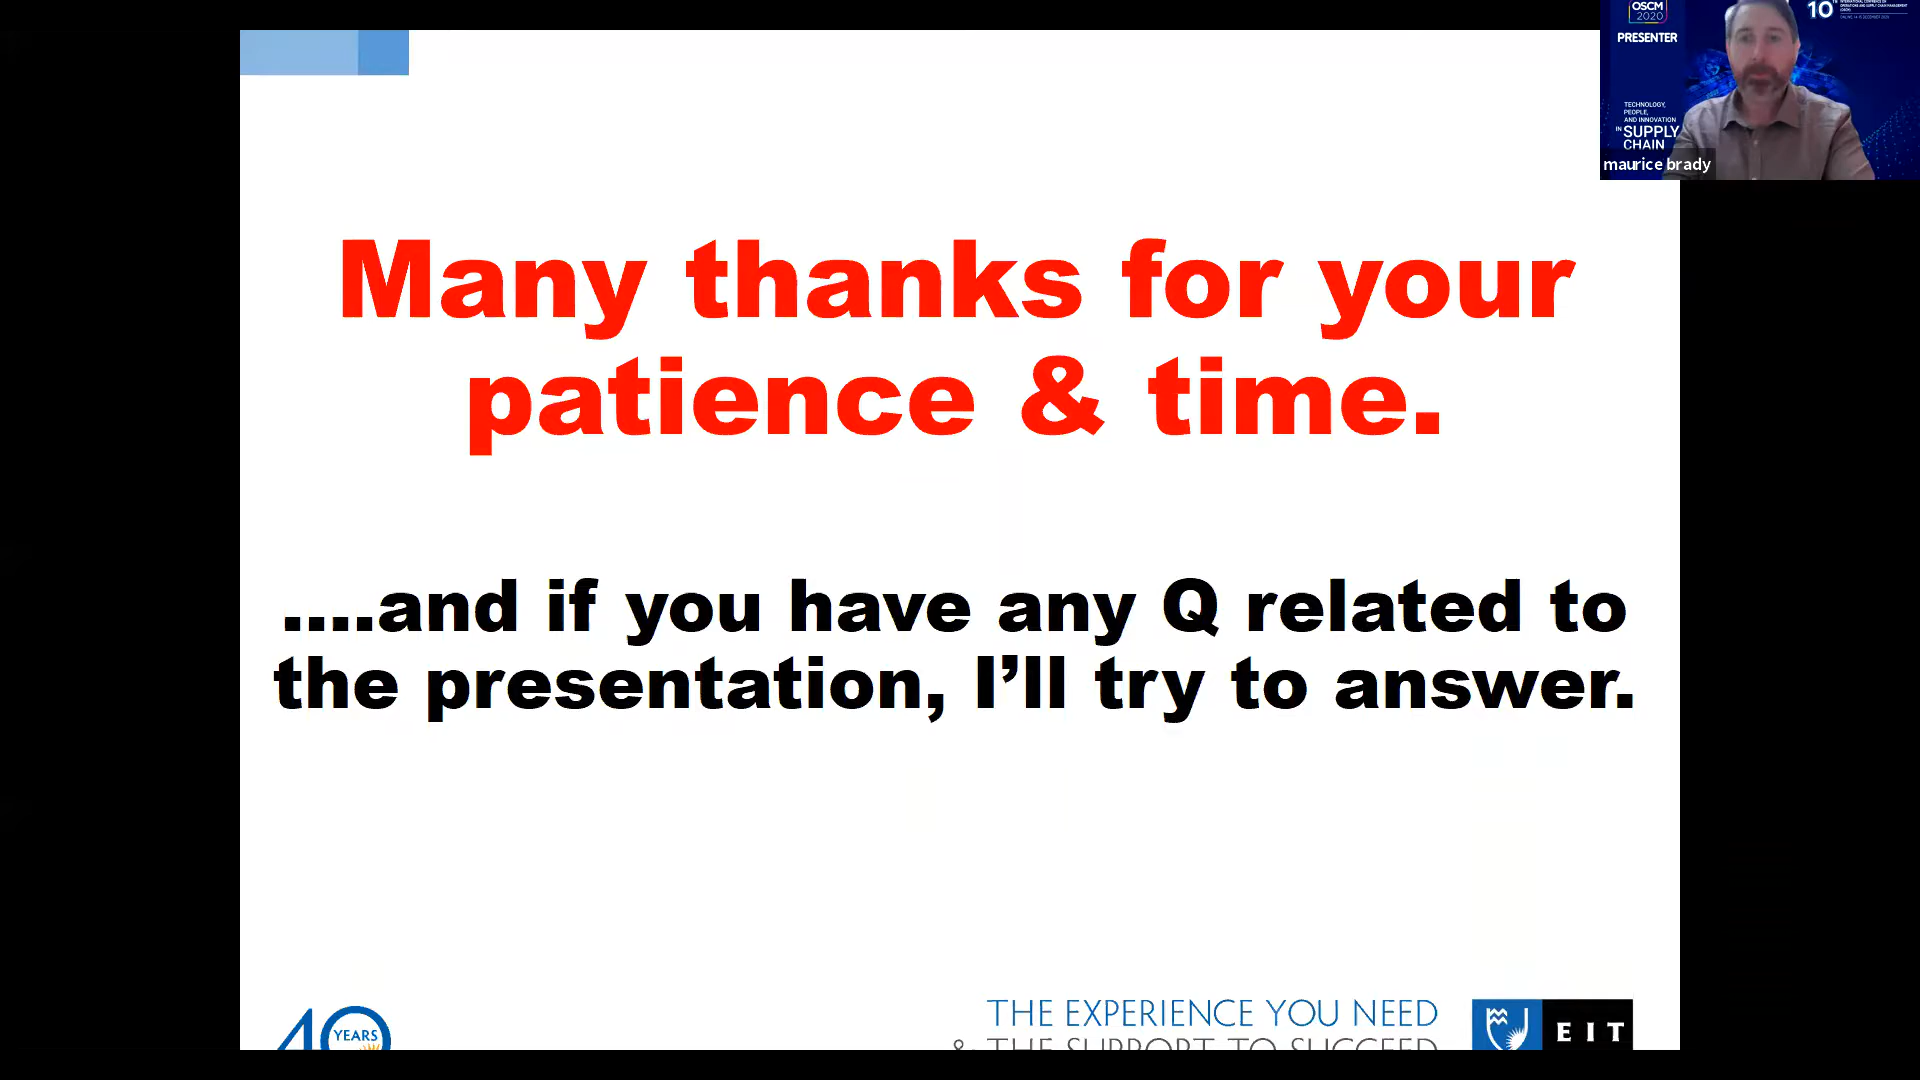 Many thanks for your
patience & time.
....and if you have any Q related to
the presentation, I’ll try to answer.
40 YEARS
THE EXPERIENCE YOU NEED
& THE SUPPORT TO SUCCEED
EIT
OSCM
2020
PRESENTER
10
TECHNOLOGY,
PEOPLE,
AND INNOVATION
IN SUPPLY
CHAIN
maurice brady